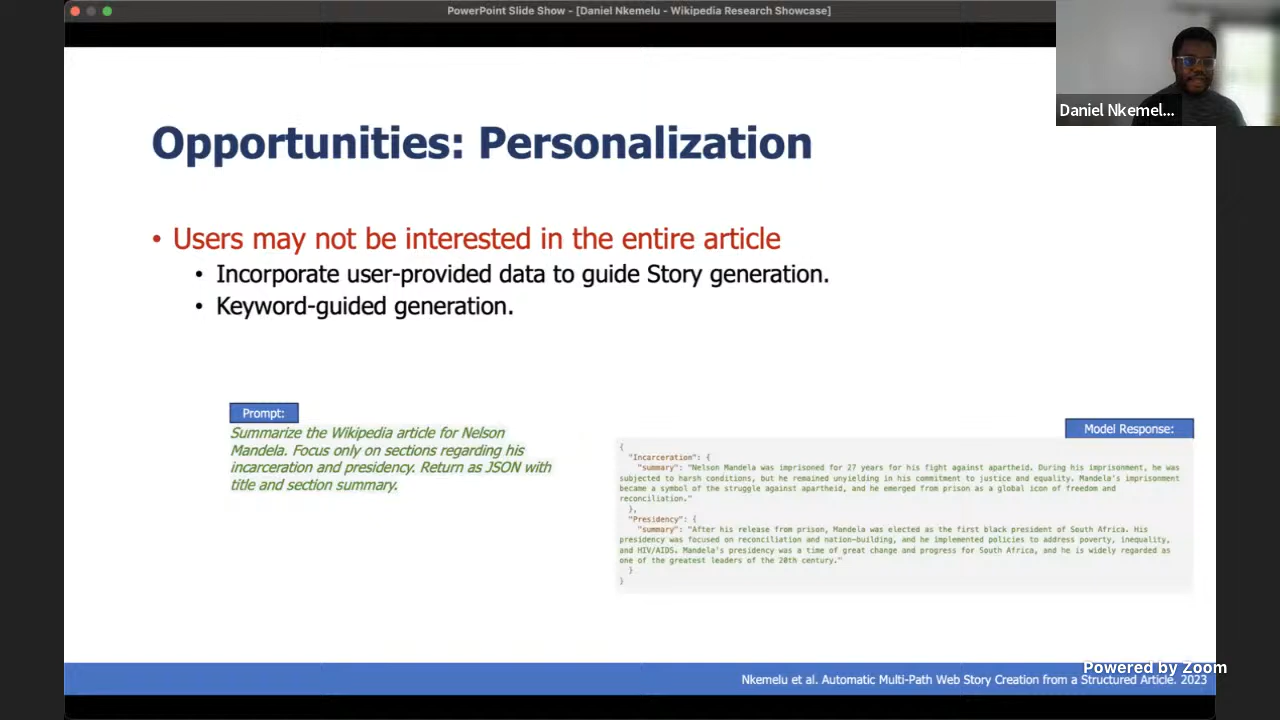 PowerPoint Slide Show - [Daniel Nkemelu - Wikipedia Research Showcase]
Daniel Nkemel...
Opportunities: Personalization
• Users may not be interested in the entire article
• Incorporate user-provided data to guide Story generation.
• Keyword-guided generation.
Prompt:
Summarize the Wikipedia article for Nelson
Mandela. Focus only on sections regarding his
incarceration and presidency. Return as JSON with
title and section summary.
Model Response:
{
"Incarceration": {
"summary": "Nelson Mandela was imprisoned for 27 years for his fight against apartheid. During his imprisonment, he was
subjected to harsh conditions, but he remained unyielding in his commitment to justice and equality. Mandela's imprisonment
became a symbol of the struggle against apartheid, and he emerged from prison as a global icon of freedom and
reconciliation."
},
"Presidency": {
"summary": "After his release from prison, Mandela was elected as the first black president of South Africa. His
presidency was focused on reconciliation and nation-building, and he implemented policies to address poverty, inequality,
and HIV/AIDS. Mandela's presidency was a time of great change and progress for South Africa, and he is widely regarded as
one of the greatest leaders of the 20th century."
}
}
Powered by Zoom
Nkemelu et al. Automatic Multi-Path Web Story Creation from a Structured Article. 2023